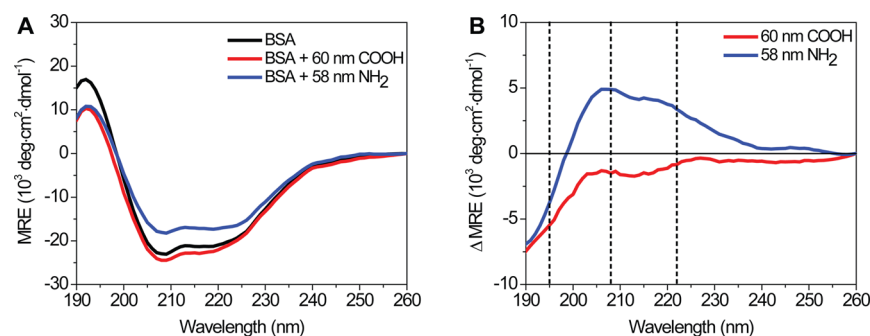 A
BSA
BSA + 60 nm COOH
BSA + 58 nm NH₂
MRE (10³ deg·cm²·dmol⁻¹)
30
20
10
0
-10
-20
-30
190 200 210 220 230 240 250 260
Wavelength (nm)
B
60 nm COOH
58 nm NH₂
Δ MRE (10³ deg·cm²·dmol⁻¹)
10
5
0
-5
-10
190 200 210 220 230 240 250 260
Wavelength (nm)